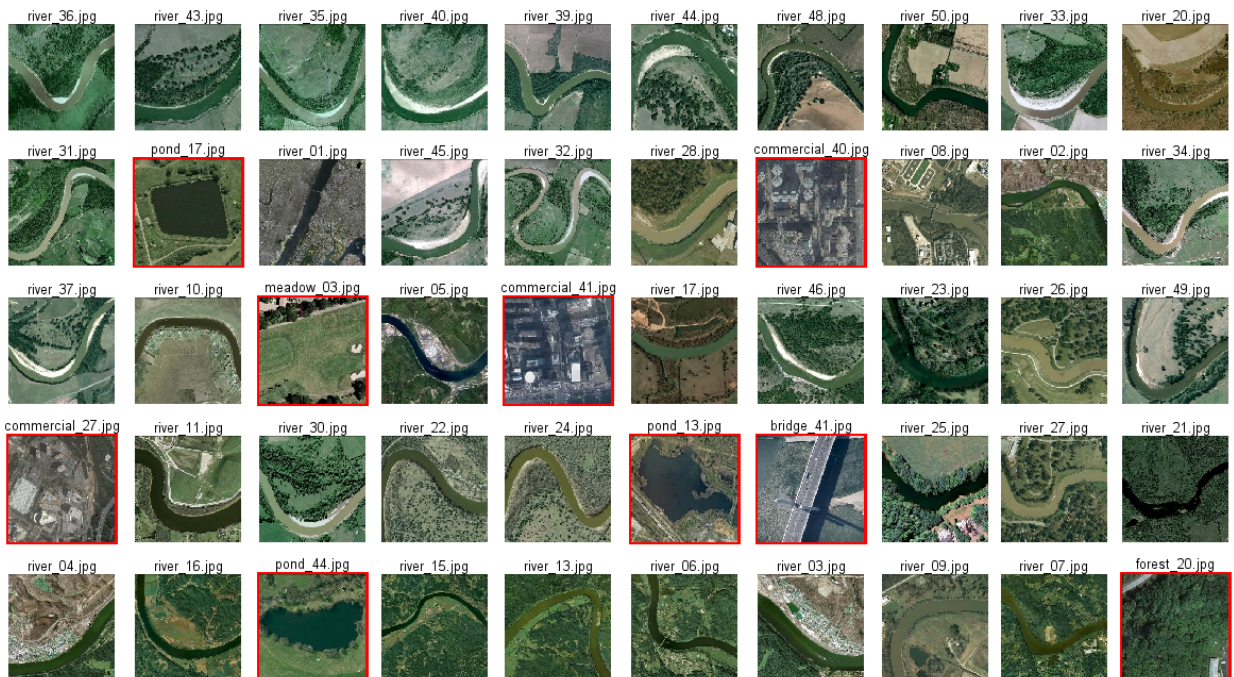 river_36.jpg river_43.jpg river_35.jpg river_40.jpg river_39.jpg river_44.jpg river_48.jpg river_50.jpg river_33.jpg river_20.jpg
river_31.jpg pond_17.jpg river_01.jpg river_45.jpg river_32.jpg river_28.jpg commercial_40.jpg river_08.jpg river_02.jpg river_34.jpg
river_37.jpg river_10.jpg meadow_03.jpg river_05.jpg commercial_41.jpg river_17.jpg river_46.jpg river_23.jpg river_26.jpg river_49.jpg
commercial_27.jpg river_11.jpg river_30.jpg river_22.jpg river_24.jpg pond_13.jpg bridge_41.jpg river_25.jpg river_27.jpg river_21.jpg
river_04.jpg river_16.jpg pond_44.jpg river_15.jpg river_13.jpg river_06.jpg river_03.jpg river_09.jpg river_07.jpg forest_20.jpg